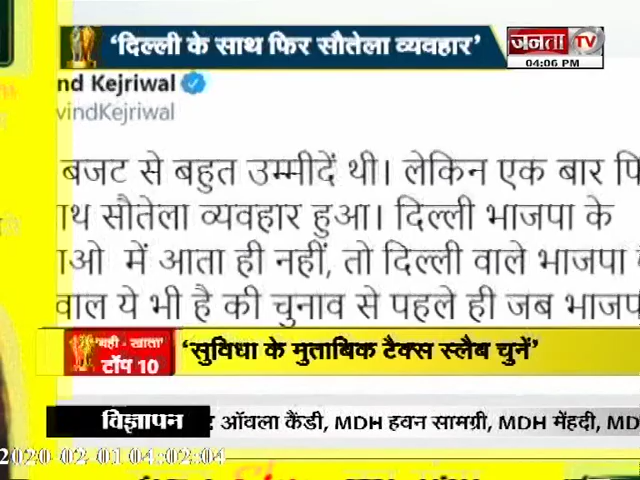 'दिल्ली के साथ फिर सौतेला व्यवहार'
जनता TV
04:06 PM
nd Kejriwal
vindKejriwal
बजट से बहुत उम्मीदें थी। लेकिन एक बार फि
ाथ सौतेला व्यवहार हुआ। दिल्ली भाजपा के
ाओ में आता ही नहीं, तो दिल्ली वाले भाजपा
वाल ये भी है की चुनाव से पहले ही जब भाजप
'बही - खाता'
टॉप 10
'सुविधा के मुताबिक टैक्स स्लैब चुनें'
विज्ञापन
र ऑवला कैंडी, MDH हवन सामग्री, MDH मेंहदी, MD
2020-02-01 04:02:04